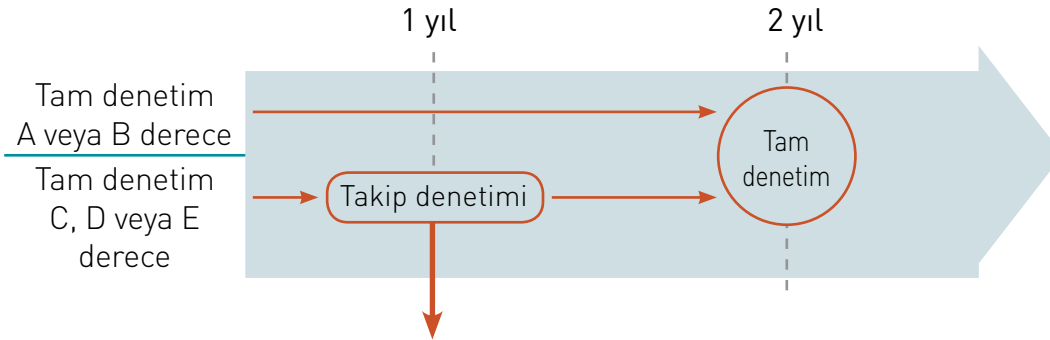 1 yıl
2 yıl
Tam denetim
A veya B derece
Tam denetim
C, D veya E
derece
Takip denetimi
Tam
denetim